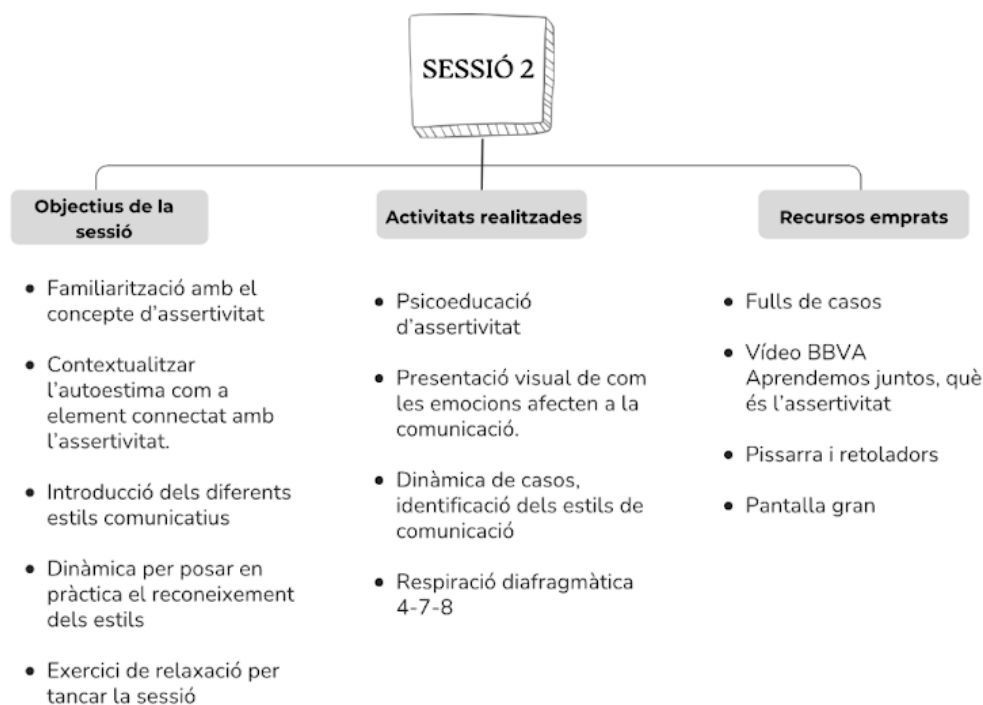 SESSIÓ 2
Objectius de la
sessió
• Familiarització amb el
concepte d'assertivitat
• Contextualitzar
l'autoestima com a
element connectat amb
l'assertivitat.
• Introducció dels diferents
estils comunicatius
• Dinàmica per posar en
pràctica el reconeixement
dels estils
• Exercici de relaxació per
tancar la sessió
Activitats realitzades
• Psicoeducació
d'assertivitat
• Presentació visual de com
les emocions afecten a la
comunicació.
• Dinàmica de casos,
identificació dels estils de
comunicació
• Respiració diafragmàtica
4-7-8
Recursos emprats
• Fulls de casos
• Vídeo BBVA
Aprendemos juntos, què
és l'assertivitat
• Pissarra i retoladors
• Pantalla gran